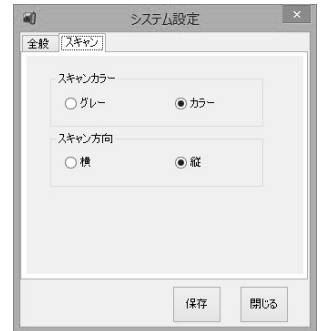 システム設定
全般 スキャン
スキャンカラー
グレー カラー
スキャン方向
横 縦
保存 閉じる